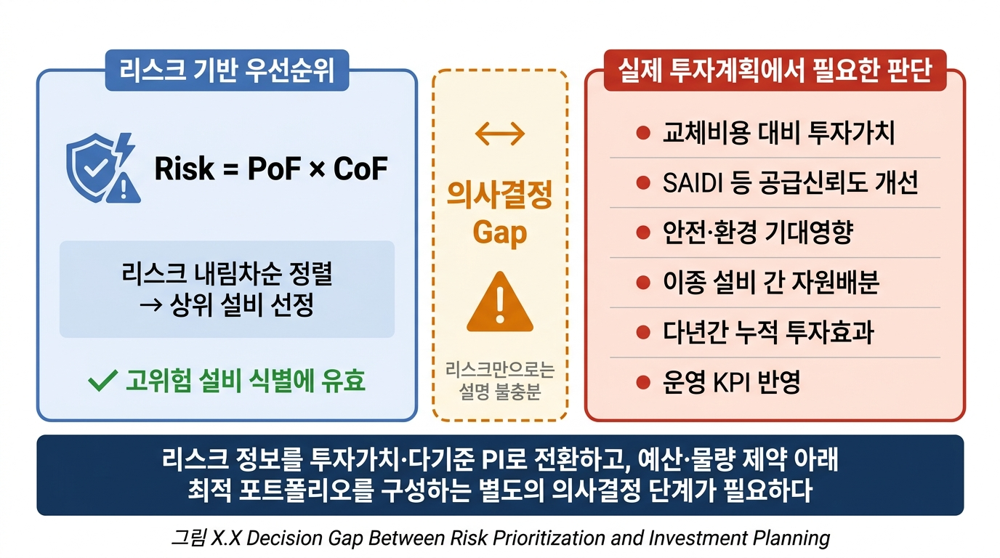 리스크 기반 우선순위
Risk = PoF × CoF
리스크 내림차순 정렬
→ 상위 설비 선정
고위험 설비 식별에 유효
의사결정
Gap
리스크만으로는
설명 불충분
실제 투자계획에서 필요한 판단
교체비용 대비 투자가치
SAIDI 등 공급신뢰도 개선
안전·환경 기대영향
이종 설비 간 자원배분
다년간 누적 투자효과
운영 KPI 반영
리스크 정보를 투자가치·다기준 PI로 전환하고, 예산·물량 제약 아래
최적 포트폴리오를 구성하는 별도의 의사결정 단계가 필요하다
그림 X.X Decision Gap Between Risk Prioritization and Investment Planning